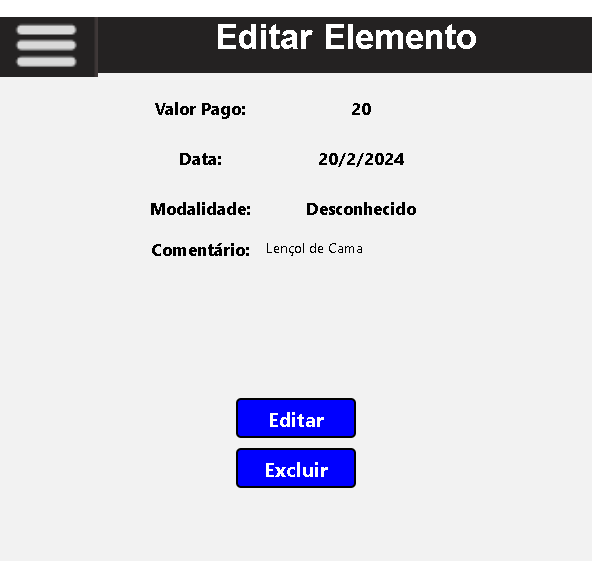 Editar Elemento
Valor Pago: 20
Data: 20/2/2024
Modalidade: Desconhecido
Comentário: Lençol de Cama
Editar
Excluir